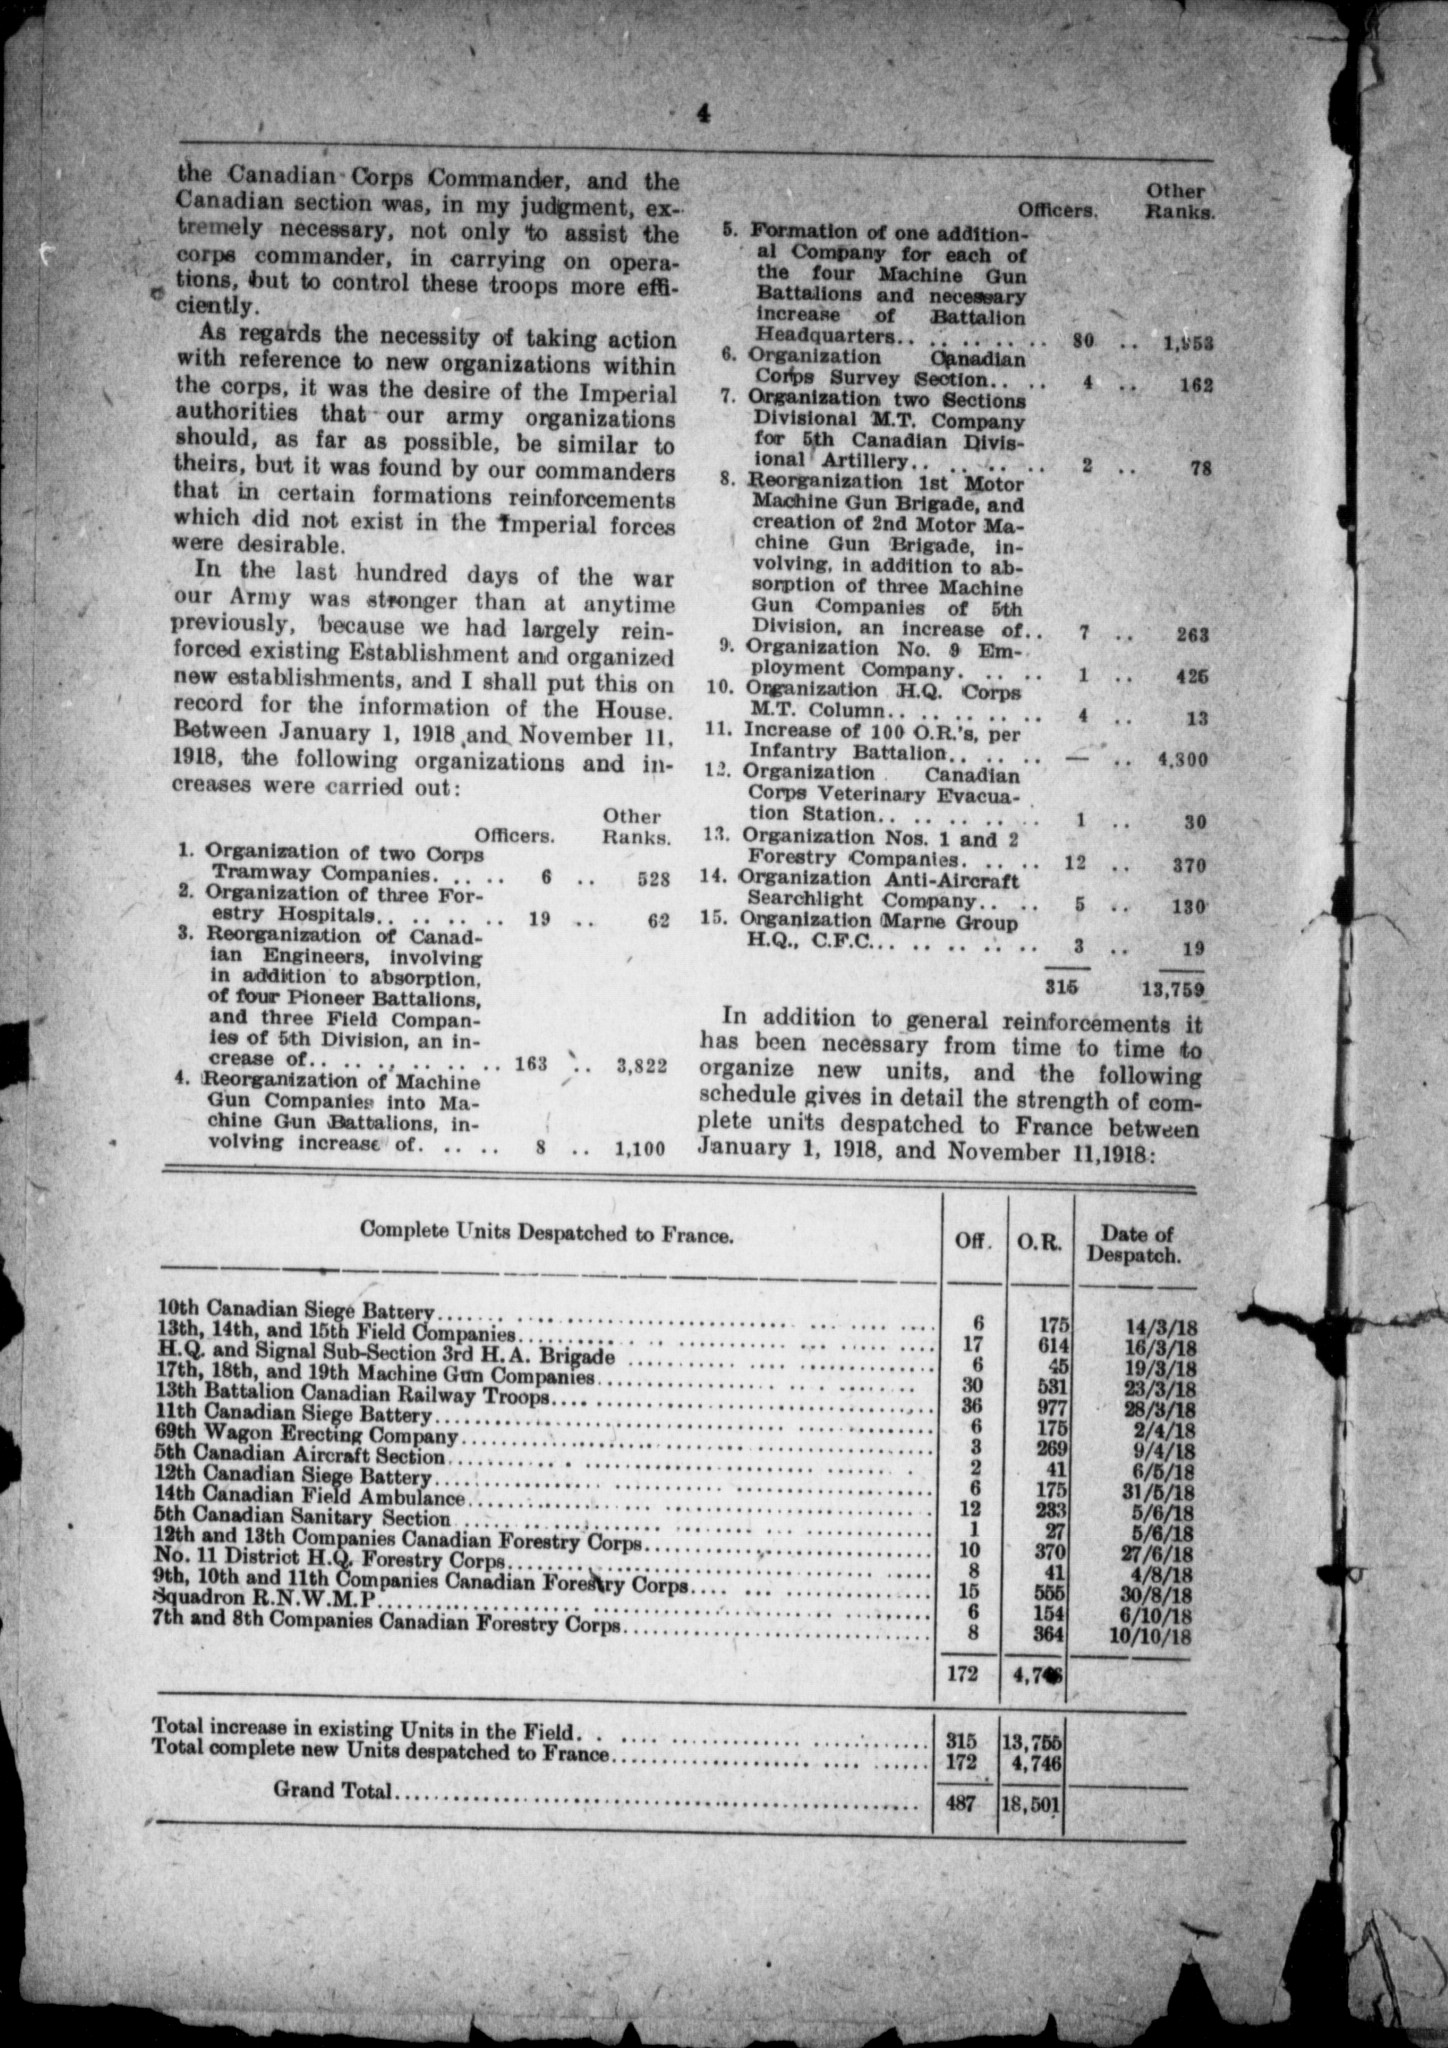 4
the Canadian Corps Commander, and the
Canadian section was, in my judgment, ex-
tremely necessary, not only to assist the
corps commander, in carrying on opera-
tions, but to control these troops more effi-
ciently.
As regards the necessity of taking action
with reference to new organizations within
the corps, it was the desire of the Imperial
authorities that our army organizations
should, as far as possible, be similar to
theirs, but it was found by our commanders
that in certain formations reinforcements
which did not exist in the Imperial forces
were desirable.
In the last hundred days of the war
our Army was stronger than at anytime
previously, because we had largely rein-
forced existing Establishment and organized
new establishments, and I shall put this on
record for the information of the House.
Between January 1, 1918 and November 11,
1918, the following organizations and in-
creases were carried out:
Other
Officers. Ranks.
1. Organization of two Corps
Tramway Companies. . . . . 6 .. 528
2. Organization of three For-
estry Hospitals.. .. .. .. .. 19 .. 62
3. Reorganization of Canad-
ian Engineers, involving
in addition to absorption,
of four Pioneer Battalions,
and three Field Compan-
ies of 5th Division, an in-
crease of.. .. .. .. .. .. .. 163 .. 3,822
4. Reorganization of Machine
Gun Companies into Ma-
chine Gun Battalions, in-
volving increase of. .. .. .. 8 .. 1,100
Other
Officers. Ranks.
5. Formation of one addition-
al Company for each of
the four Machine Gun
Battalions and necessary
increase of Battalion
Headquarters.. .. .. .. .. 80 .. 1,953
6. Organization Canadian
Corps Survey Section.. .. 4 .. 162
7. Organization two Sections
Divisional M.T. Company
for 5th Canadian Divis-
ional Artillery.. .. .. .. .. 2 .. 78
8. Reorganization 1st Motor
Machine Gun Brigade, and
creation of 2nd Motor Ma-
chine Gun Brigade, in-
volving, in addition to ab-
sorption of three Machine
Gun Companies of 5th
Division, an increase of.. 7 .. 263
9. Organization No. 9 Em-
ployment Company. .. .. 1 .. 425
10. Organization H.Q. Corps
M.T. Column.. .. .. .. .. 4 .. 13
11. Increase of 100 O.R.'s, per
Infantry Battalion.. .. .. — .. 4,300
12. Organization Canadian
Corps Veterinary Evacua-
tion Station.. .. .. .. .. 1 .. 30
13. Organization Nos. 1 and 2
Forestry Companies. .. .. 12 .. 370
14. Organization Anti-Aircraft
Searchlight Company.. .. 5 .. 130
15. Organization Marne Group
H.Q., C.F.C... .. .. .. .. 3 .. 19
315 13,759
In addition to general reinforcements it
has been necessary from time to time to
organize new units, and the following
schedule gives in detail the strength of com-
plete units despatched to France between
January 1, 1918, and November 11,1918:
Complete Units Despatched to France. Off. O.R. Date of Despatch.
10th Canadian Siege Battery.......... 6 175 14/3/18
13th, 14th, and 15th Field Companies.......... 17 614 16/3/18
H.Q. and Signal Sub-Section 3rd H.A. Brigade .......... 6 45 19/3/18
17th, 18th, and 19th Machine Gun Companies.......... 30 531 23/3/18
13th Battalion Canadian Railway Troops.......... 36 977 28/3/18
11th Canadian Siege Battery.......... 6 175 2/4/18
69th Wagon Erecting Company.......... 3 269 9/4/18
5th Canadian Aircraft Section.......... 2 41 6/5/18
12th Canadian Siege Battery.......... 6 175 31/5/18
14th Canadian Field Ambulance.......... 12 233 5/6/18
5th Canadian Sanitary Section .......... 1 27 5/6/18
12th and 13th Companies Canadian Forestry Corps.......... 10 370 27/6/18
No. 11 District H.Q. Forestry Corps.......... 8 41 4/8/18
9th, 10th and 11th Companies Canadian Forestry Corps.......... 15 555 30/8/18
Squadron R.N.W.M.P.......... 6 154 6/10/18
7th and 8th Companies Canadian Forestry Corps.......... 8 364 10/10/18
172 4,746
Total increase in existing Units in the Field.......... 315 13,755
Total complete new Units despatched to France.......... 172 4,746
Grand Total.......... 487 18,501